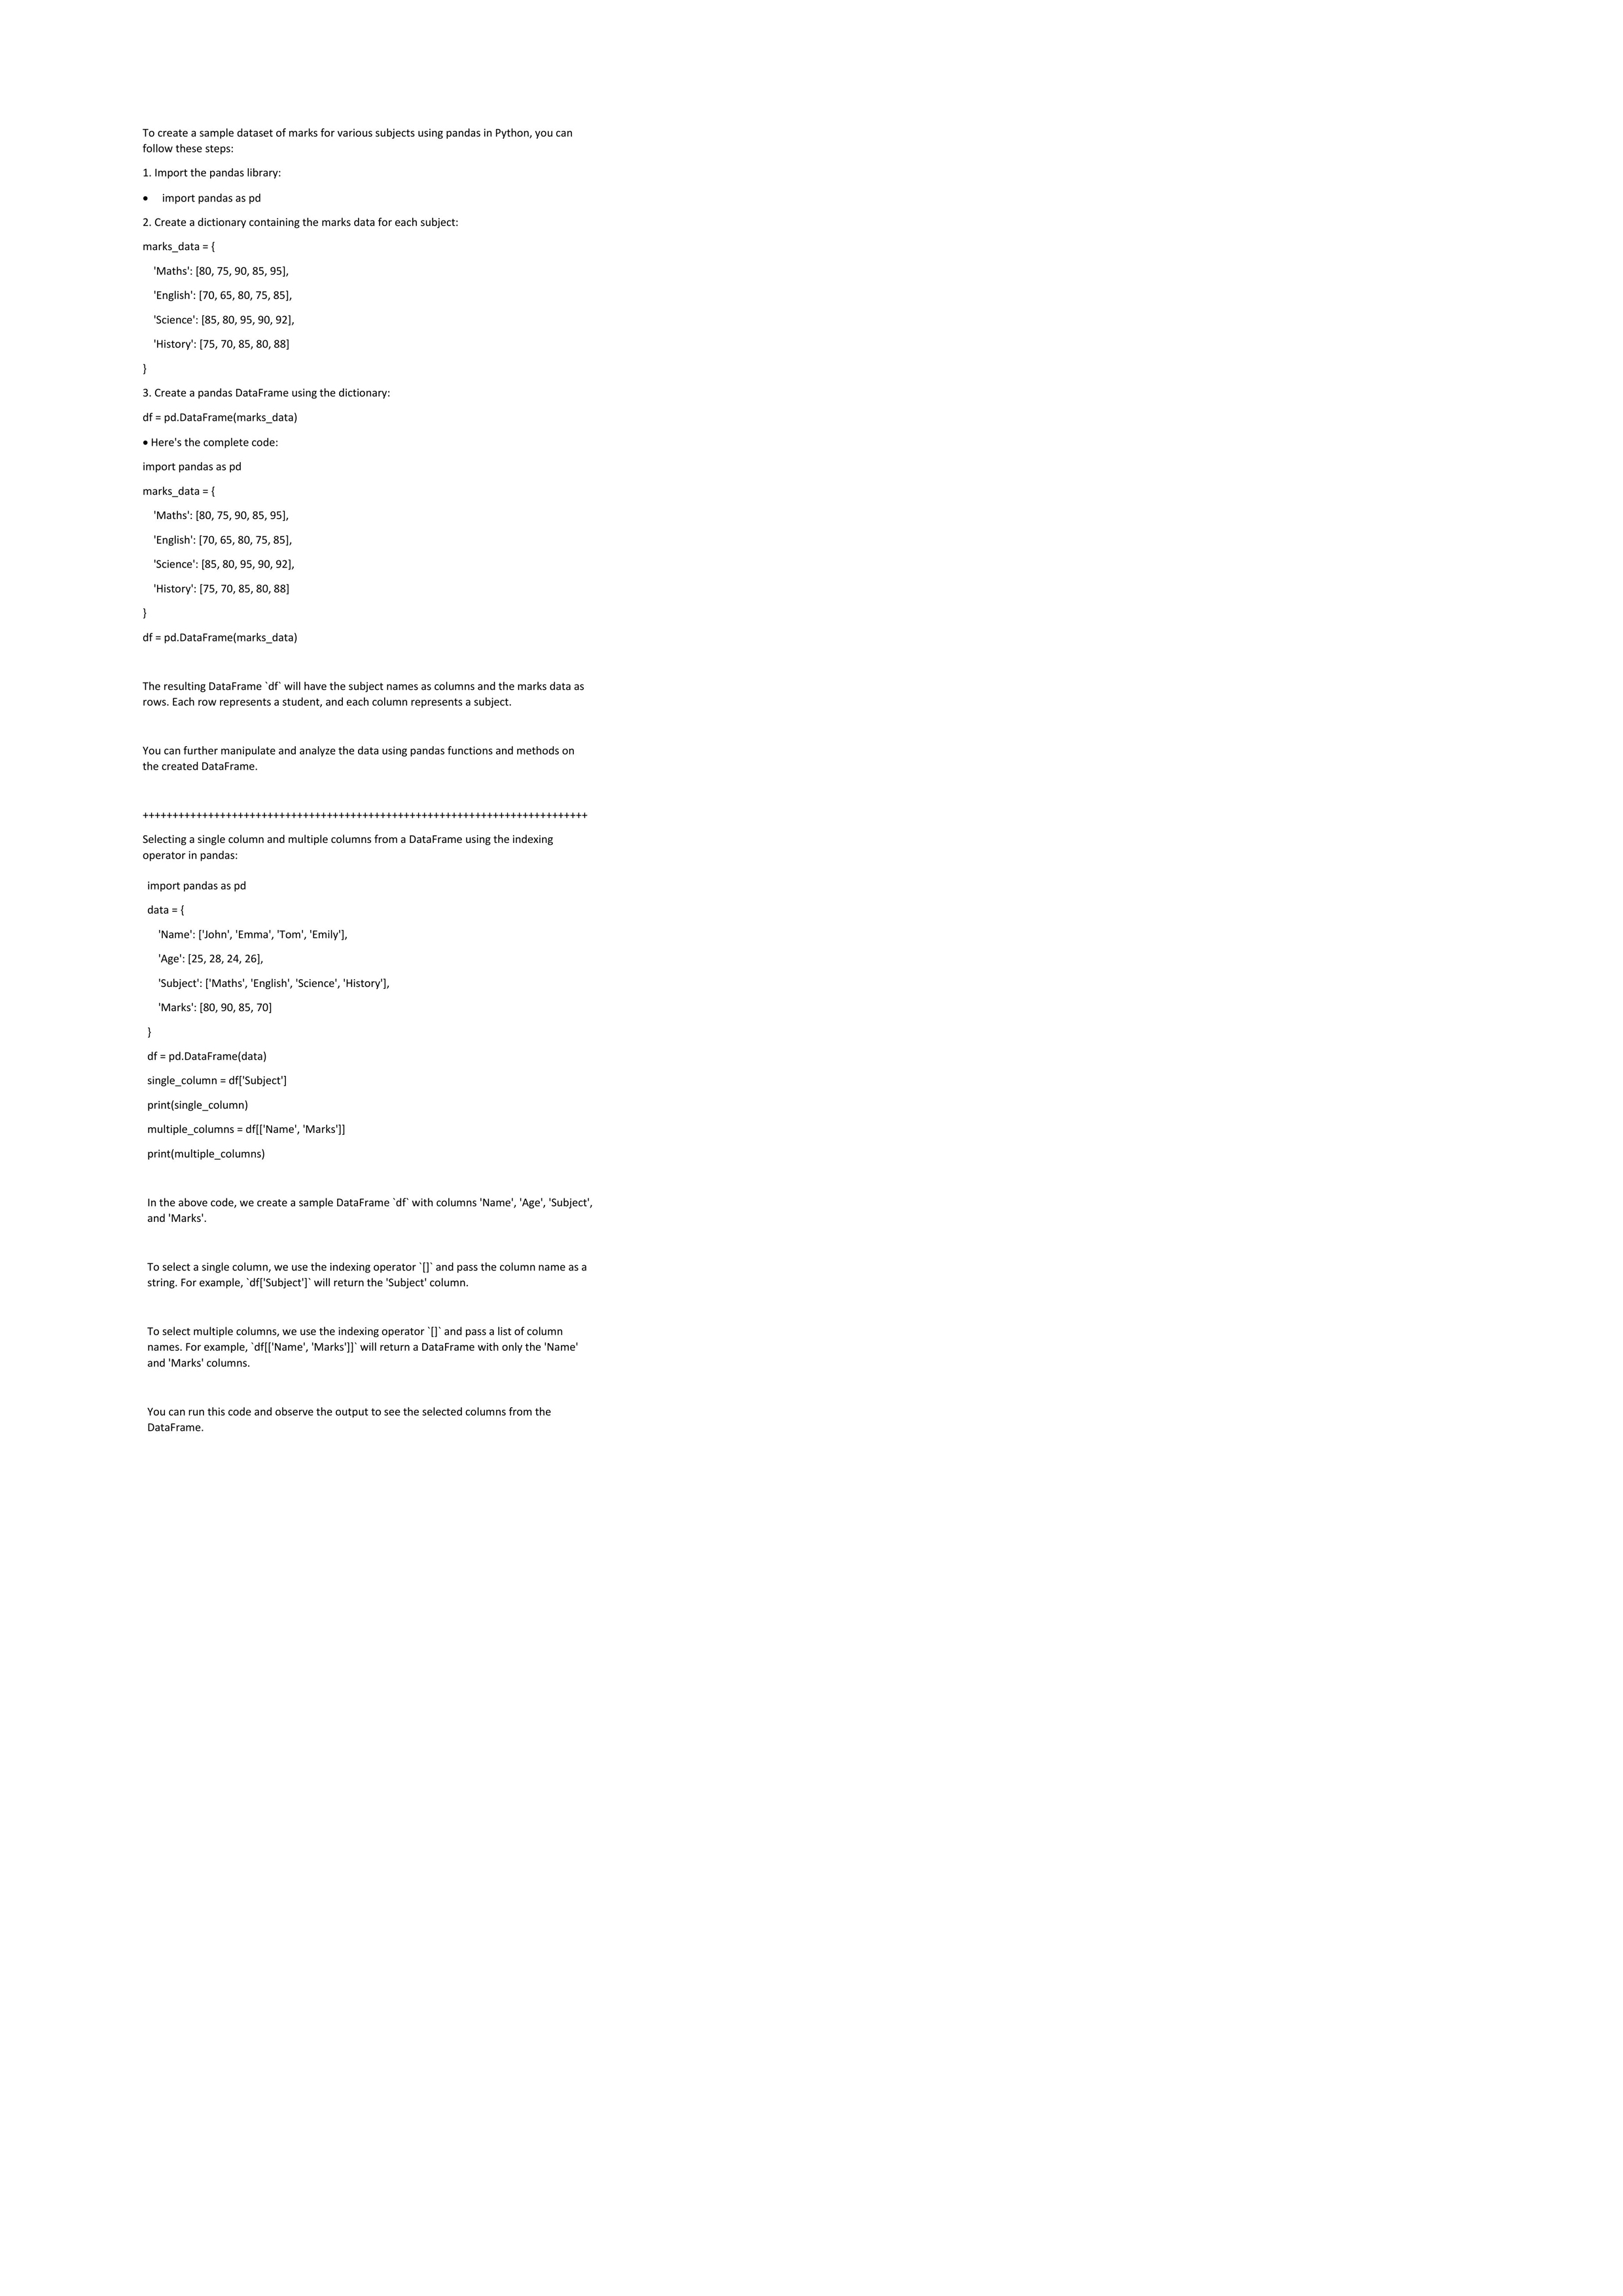 To create a sample dataset of marks for various subjects using pandas in Python, you can
follow these steps:
1. Import the pandas library:
• import pandas as pd
2. Create a dictionary containing the marks data for each subject:
marks_data = {
'Maths': [80, 75, 90, 85, 95],
'English': [70, 65, 80, 75, 85],
'Science': [85, 80, 95, 90, 92],
'History': [75, 70, 85, 80, 88]
}
3. Create a pandas DataFrame using the dictionary:
df = pd.DataFrame(marks_data)
• Here's the complete code:
import pandas as pd
marks_data = {
'Maths': [80, 75, 90, 85, 95],
'English': [70, 65, 80, 75, 85],
'Science': [85, 80, 95, 90, 92],
'History': [75, 70, 85, 80, 88]
}
df = pd.DataFrame(marks_data)
The resulting DataFrame `df` will have the subject names as columns and the marks data as
rows. Each row represents a student, and each column represents a subject.
You can further manipulate and analyze the data using pandas functions and methods on
the created DataFrame.
+++++++++++++++++++++++++++++++++++++++++++++++++++++++++++++++++++++++++++
Selecting a single column and multiple columns from a DataFrame using the indexing
operator in pandas:
import pandas as pd
data = {
'Name': ['John', 'Emma', 'Tom', 'Emily'],
'Age': [25, 28, 24, 26],
'Subject': ['Maths', 'English', 'Science', 'History'],
'Marks': [80, 90, 85, 70]
}
df = pd.DataFrame(data)
single_column = df['Subject']
print(single_column)
multiple_columns = df[['Name', 'Marks']]
print(multiple_columns)
In the above code, we create a sample DataFrame `df` with columns 'Name', 'Age', 'Subject',
and 'Marks'.
To select a single column, we use the indexing operator `[]` and pass the column name as a
string. For example, `df['Subject']` will return the 'Subject' column.
To select multiple columns, we use the indexing operator `[]` and pass a list of column
names. For example, `df[['Name', 'Marks']]` will return a DataFrame with only the 'Name'
and 'Marks' columns.
You can run this code and observe the output to see the selected columns from the
DataFrame.